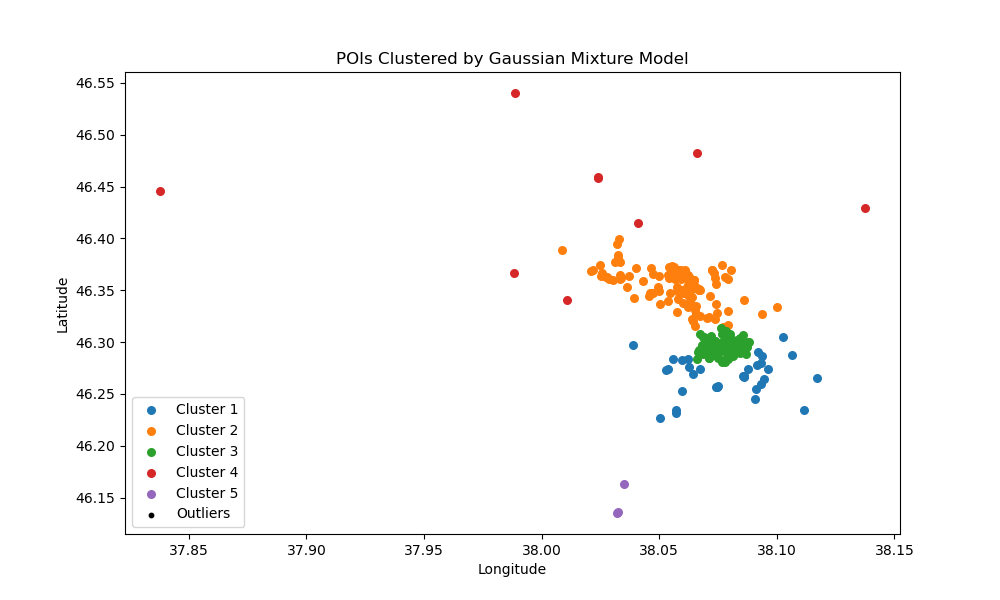 POIs Clustered by Gaussian Mixture Model
46.55
46.50
46.45
46.40
46.35
46.30
46.25
46.20
46.15
Latitude
Cluster 1
Cluster 2
Cluster 3
Cluster 4
Cluster 5
Outliers
37.85 37.90 37.95 38.00 38.05 38.10 38.15
Longitude